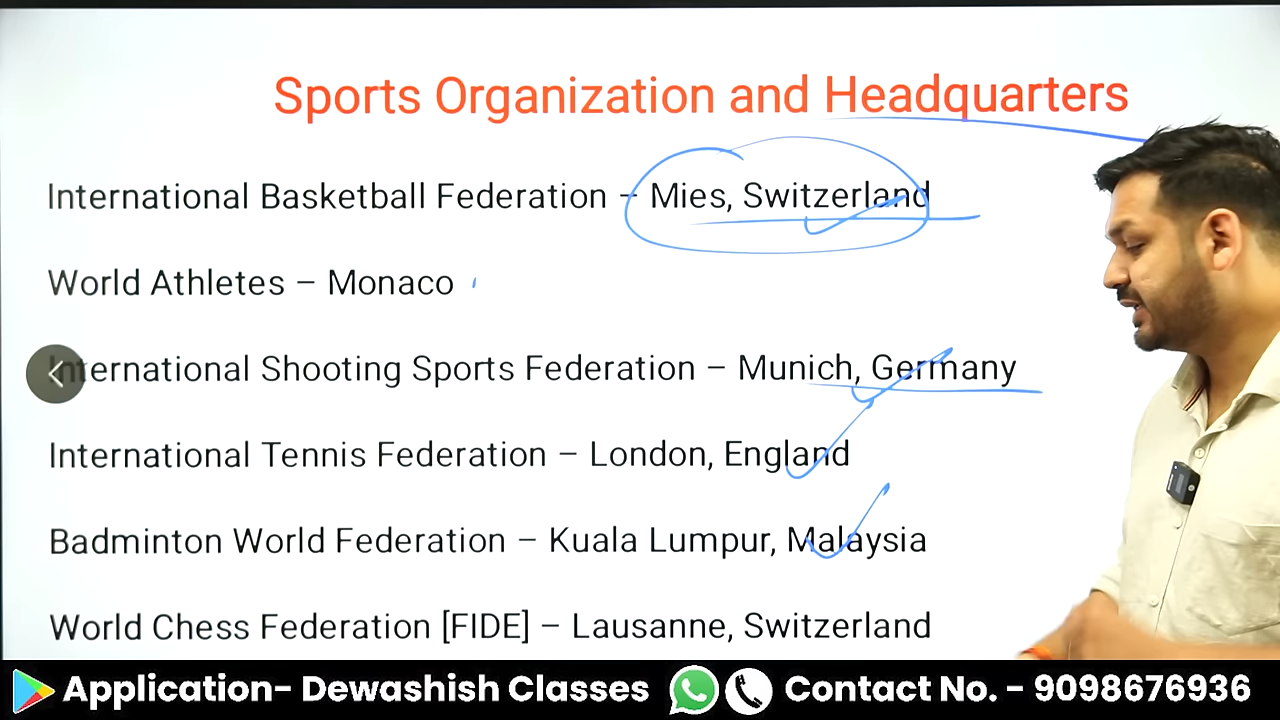 Sports Organization and Headquarters
International Basketball Federation – Mies, Switzerland
World Athletes – Monaco
International Shooting Sports Federation – Munich, Germany
International Tennis Federation – London, England
Badminton World Federation – Kuala Lumpur, Malaysia
World Chess Federation [FIDE] – Lausanne, Switzerland
Application- Dewashish Classes Contact No. - 9098676936